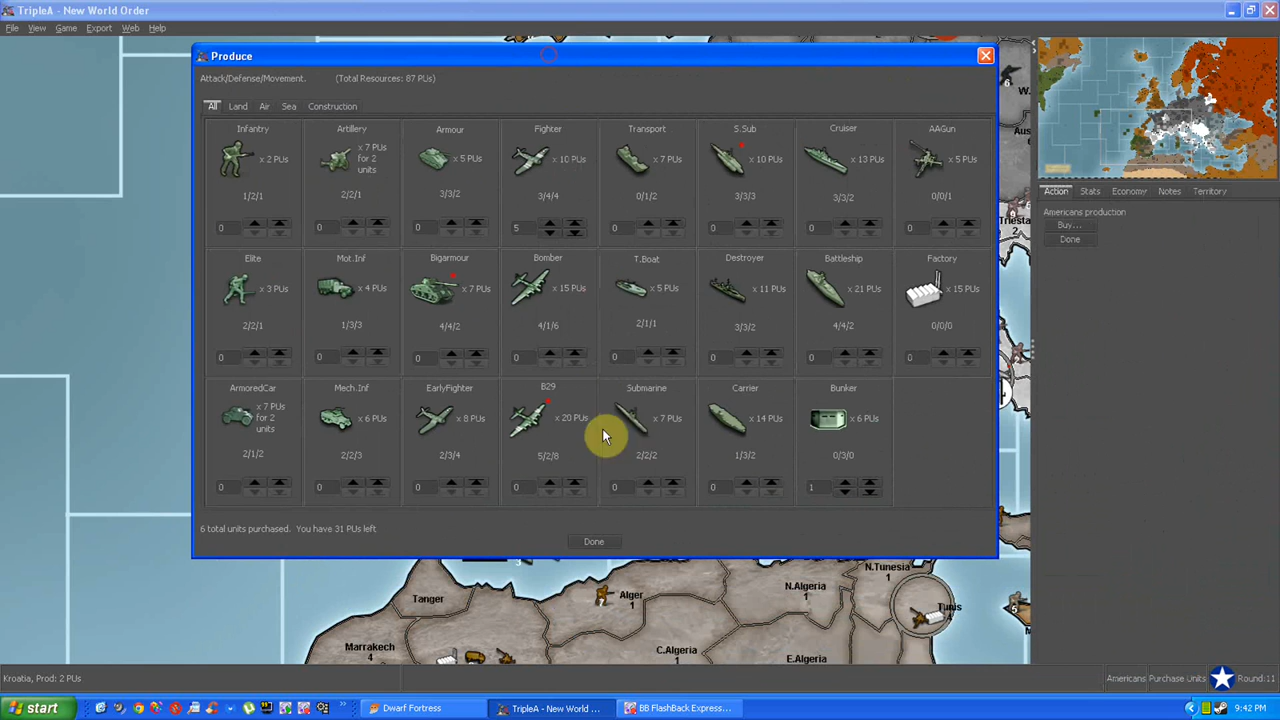 TripleA - New World Order
File View Game Export Web Help
Produce
Attack/Defense/Movement. (Total Resources: 87 PUs)
All Land Air Sea Construction
Infantry Artillery Armour Fighter Transport S.Sub Cruiser AAGun
x 2 PUs
x 7 PUs
for 2
units
x 5 PUs
x 10 PUs
x 7 PUs
x 10 PUs
x 13 PUs
x 5 PUs
1/2/1 2/2/1 3/3/2 3/4/4 0/1/2 3/3/3 3/3/2 0/0/1
0 0 0 5 0 0 0 0
Elite Mot.Inf Bigarmour Bomber T.Boat Destroyer Battleship Factory
x 3 PUs x 4 PUs x 7 PUs x 15 PUs x 5 PUs x 11 PUs x 21 PUs x 15 PUs
2/2/1 1/3/3 4/4/2 4/1/6 2/1/1 3/3/2 4/4/2 0/0/0
0 0 0 0 0 0 0 0
ArmoredCar Mech.Inf EarlyFighter B29 Submarine Carrier Bunker
x 7 PUs
for 2
units
x 6 PUs
x 8 PUs
x 20 PUs
x 7 PUs
x 14 PUs
x 6 PUs
2/1/2 2/2/3 2/3/4 5/2/8 2/2/2 1/3/2 0/3/0
0 0 0 0 0 0 1
6 total units purchased. You have 31 PUs left
Done
Action Stats Economy Notes Territory
Americans production
Buy...
Done
8
Au
Triesta
2
Tanger
Alger
1
N.Algeria
1
N.Tunesia
1
Tunis
4
5
Marrakech
4
C.Algeria
1
E.Algeria
Kroatia, Prod: 2 PUs
Americans Purchase Units Round:11
start
Dwarf Fortress
TripleA - New World ...
BB FlashBack Express...
9:42 PM